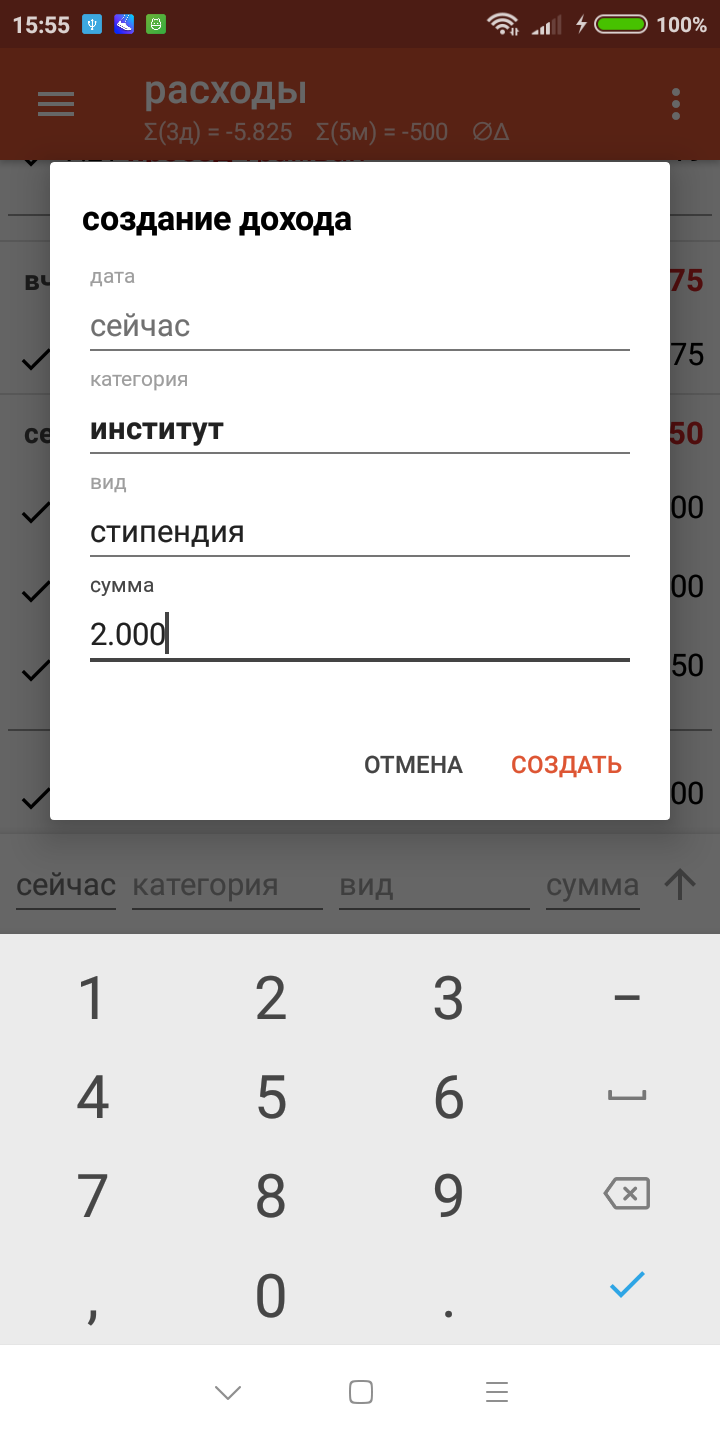 15:55 100%
расходы
Σ(3д) = -5.825 Σ(5м) = -500 ∅Δ
создание дохода
дата
сейчас
75
75
категория
институт
50
вид
00
стипендия
сумма
00
2.000
50
ОТМЕНА СОЗДАТЬ
00
сейчас категория вид сумма
1 2 3 −
4 5 6
7 8 9
, 0 .